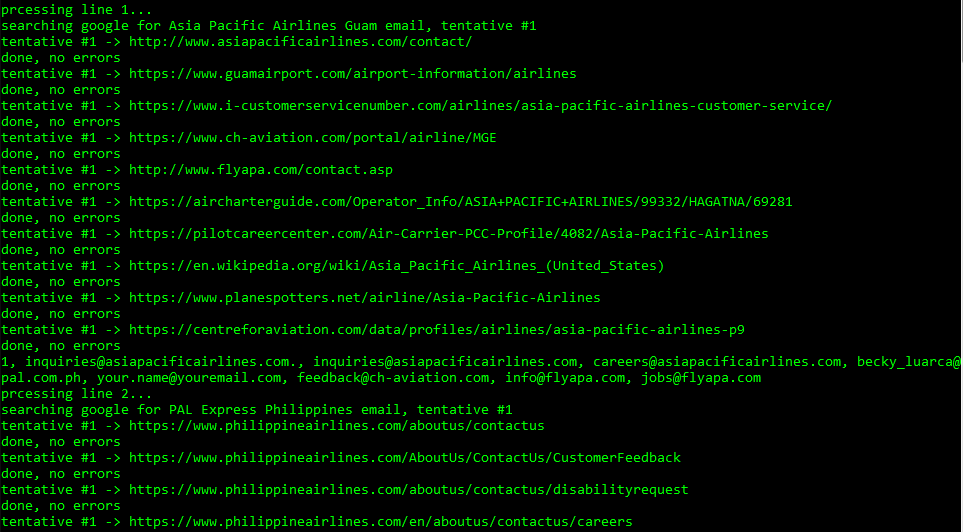 prcessing line 1...
searching google for Asia Pacific Airlines Guam email, tentative #1
tentative #1 -> http://www.asiapacificairlines.com/contact/
done, no errors
tentative #1 -> https://www.guamairport.com/airport-information/airlines
done, no errors
tentative #1 -> https://www.i-customerservicenumber.com/airlines/asia-pacific-airlines-customer-service/
done, no errors
tentative #1 -> https://www.ch-aviation.com/portal/airline/MGE
done, no errors
tentative #1 -> http://www.flyapa.com/contact.asp
done, no errors
tentative #1 -> https://aircharterguide.com/Operator_Info/ASIA+PACIFIC+AIRLINES/99332/HAGATNA/69281
done, no errors
tentative #1 -> https://pilotcareercenter.com/Air-Carrier-PCC-Profile/4082/Asia-Pacific-Airlines
done, no errors
tentative #1 -> https://en.wikipedia.org/wiki/Asia_Pacific_Airlines_(United_States)
done, no errors
tentative #1 -> https://www.planespotters.net/airline/Asia-Pacific-Airlines
done, no errors
tentative #1 -> https://centreforaviation.com/data/profiles/airlines/asia-pacific-airlines-p9
done, no errors
1, inquiries@asiapacificairlines.com., inquiries@asiapacificairlines.com, careers@asiapacificairlines.com, becky_luarca@
pal.com.ph, your.name@youremail.com, feedback@ch-aviation.com, info@flyapa.com, jobs@flyapa.com
prcessing line 2...
searching google for PAL Express Philippines email, tentative #1
tentative #1 -> https://www.philippineairlines.com/aboutus/contactus
done, no errors
tentative #1 -> https://www.philippineairlines.com/AboutUs/ContactUs/CustomerFeedback
done, no errors
tentative #1 -> https://www.philippineairlines.com/aboutus/contactus/disabilityrequest
done, no errors
tentative #1 -> https://www.philippineairlines.com/en/aboutus/contactus/careers